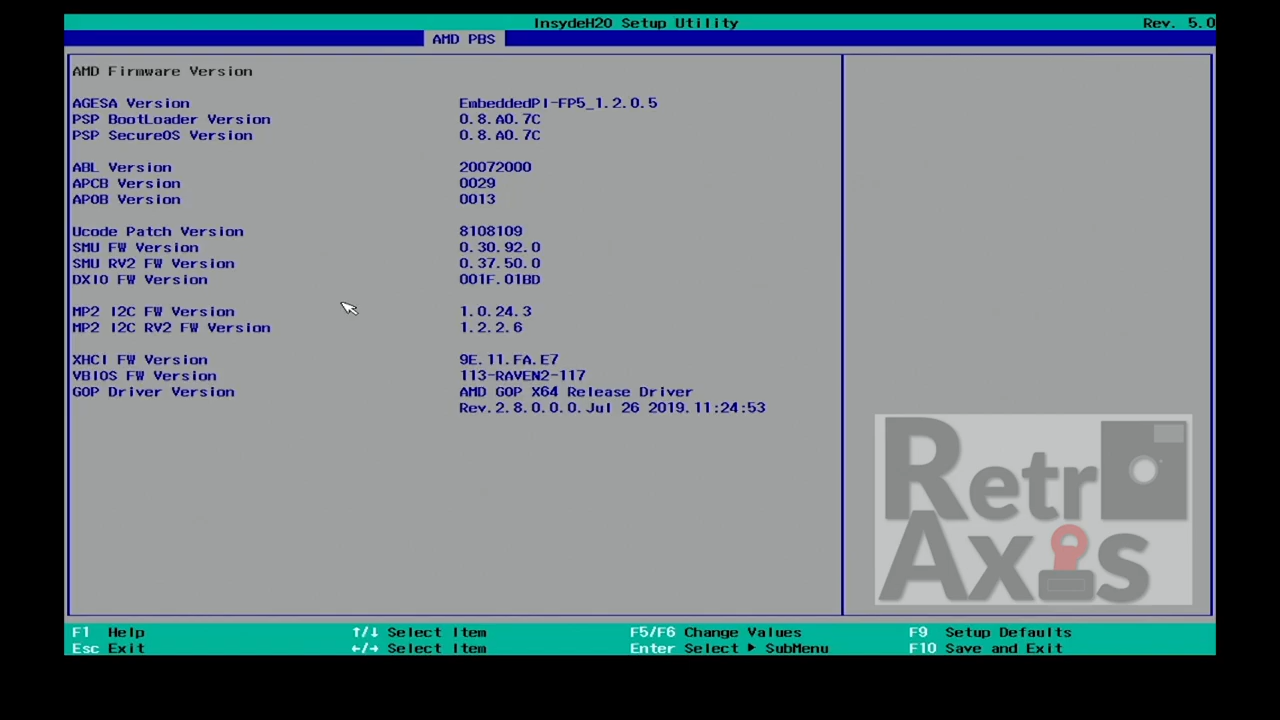 InsydeH20 Setup Utility Rev. 5.0
AMD PBS
AMD Firmware Version
AGESA Version EmbeddedPI-FP5_1.2.0.5
PSP BootLoader Version 0.8.A0.7C
PSP SecureOS Version 0.8.A0.7C
ABL Version 20072000
APCB Version 0029
APOB Version 0013
Ucode Patch Version 8108109
SMU FW Version 0.30.92.0
SMU RV2 FW Version 0.37.50.0
DXIO FW Version 001F.01BD
MP2 I2C FW Version 1.0.24.3
MP2 I2C RV2 FW Version 1.2.2.6
XHCI FW Version 9E.11.FA.E7
VBIOS FW Version 113-RAVEN2-117
GOP Driver Version AMD GOP X64 Release Driver
Rev.2.8.0.0.0.Jul 26 2019.11:24:53
Retro
Axis
F1 Help ↑/↓ Select Item F5/F6 Change Values F9 Setup Defaults
Esc Exit ←/→ Select Item Enter Select ▶ SubMenu F10 Save and Exit